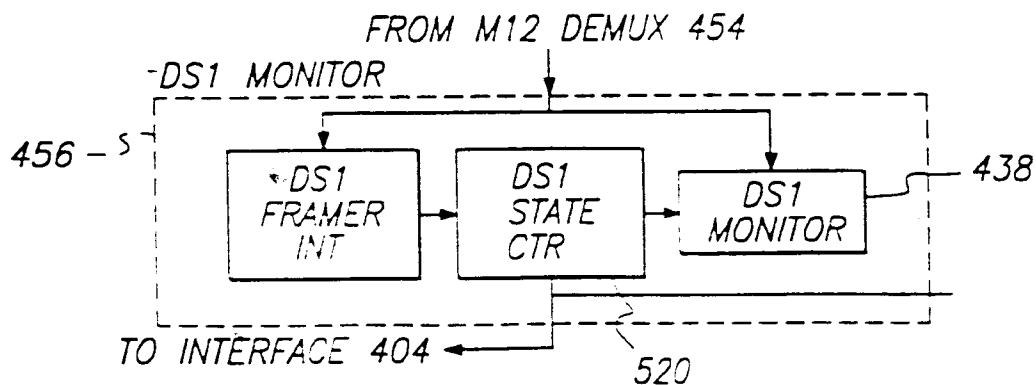 FROM M12 DEMUX 454
DS1 MONITOR
456
DS1
FRAMER
INT
DS1
STATE
CTR
DS1
MONITOR
438
TO INTERFACE 404
520